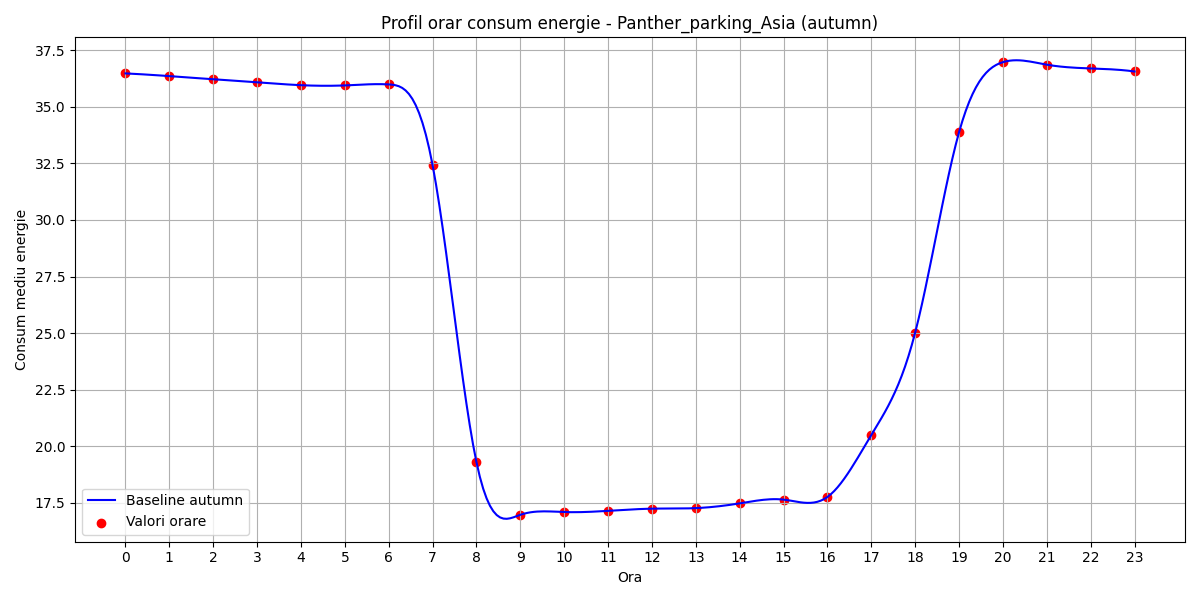 Profil orar consum energie - Panther_parking_Asia (autumn)
Consum mediu energie
37.5
35.0
32.5
30.0
27.5
25.0
22.5
20.0
17.5
Baseline autumn
Valori orare
0 1 2 3 4 5 6 7 8 9 10 11 12 13 14 15 16 17 18 19 20 21 22 23
Ora